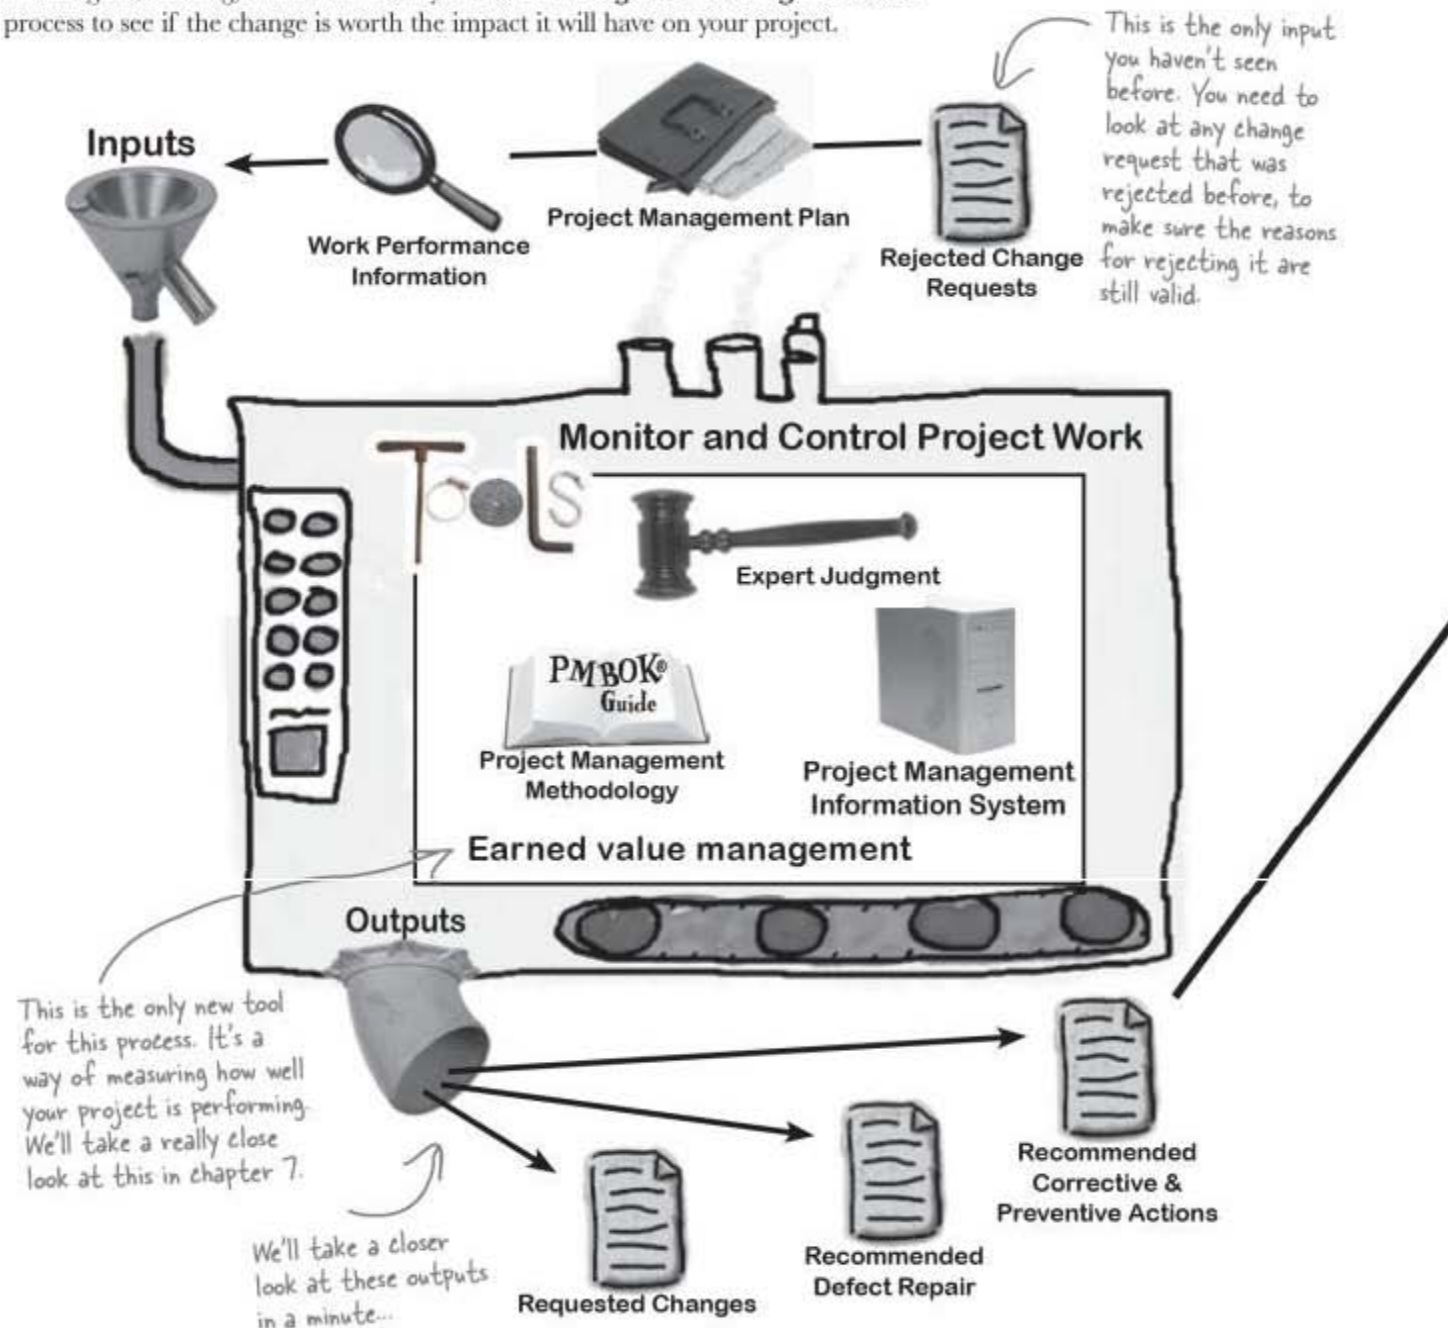 process to see if the change is worth the impact it will have on your project.
This is the only input
you haven't seen
before. You need to
look at any change
request that was
rejected before, to
make sure the reasons
for rejecting it are
still valid.
Inputs
Work Performance
Information
Project Management Plan
Rejected Change
Requests
Monitor and Control Project Work
Tools
Expert Judgment
PMBOK®
Guide
Project Management
Methodology
Project Management
Information System
Earned value management
Outputs
This is the only new tool
for this process. It's a
way of measuring how well
your project is performing.
We'll take a really close
look at this in chapter 7.
We'll take a closer
look at these outputs
in a minute...
Requested Changes
Recommended
Defect Repair
Recommended
Corrective &
Preventive Actions